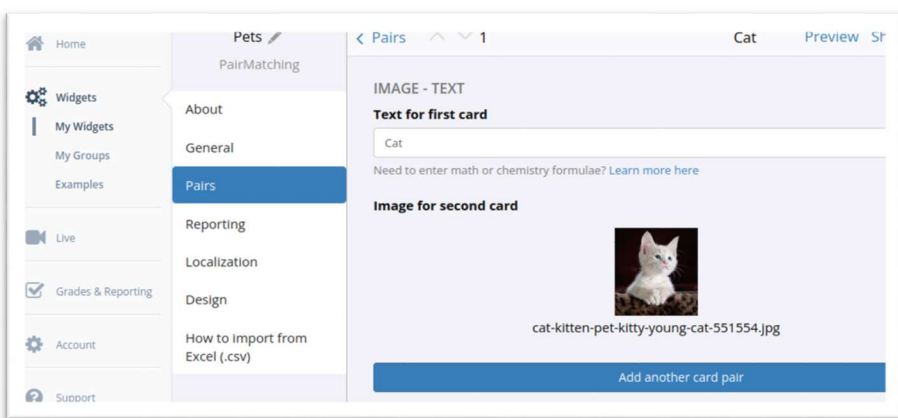 Home
Widgets
My Widgets
My Groups
Examples
Live
Grades & Reporting
Account
Support
Pets
PairMatching
About
General
Pairs
Reporting
Localization
Design
How to import from
Excel (.csv)
Pairs 1 Cat Preview Sh
IMAGE - TEXT
Text for first card
Cat
Need to enter math or chemistry formulae? Learn more here
Image for second card
cat-kitten-pet-kitty-young-cat-551554.jpg
Add another card pair